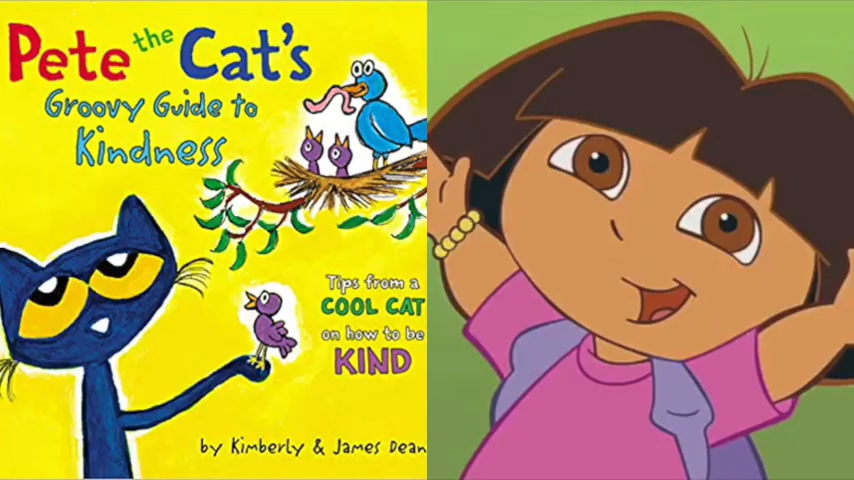 Pete the Cat's
Groovy Guide to
Kindness
Tips from a
COOL CAT
on how to be
KIND
by Kimberly & James Dean